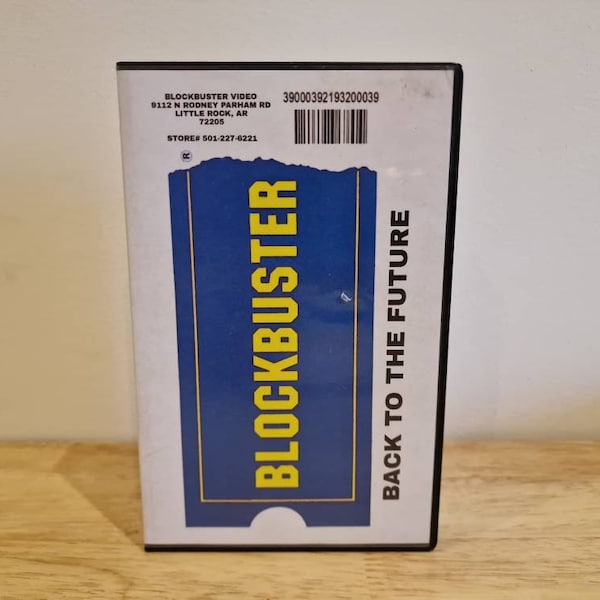 BLOCKBUSTER VIDEO
9112 N RODNEY PARHAM RD
LITTLE ROCK, AR
72205
STORE# 501-227-6221
39000392193200039
®
BLOCKBUSTER
BACK TO THE FUTURE